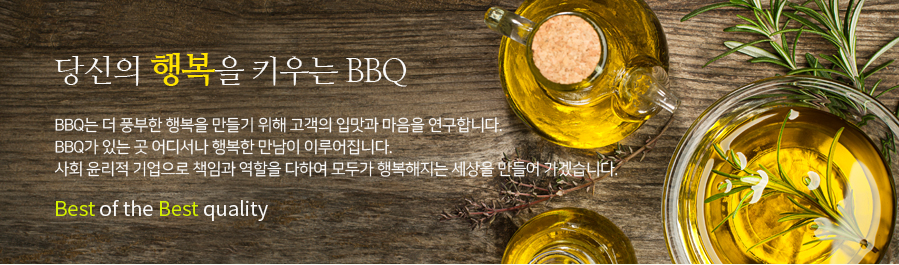 당신의 행복을 키우는 BBQ
BBQ는 더 풍부한 행복을 만들기 위해 고객의 입맛과 마음을 연구합니다.
BBQ가 있는 곳 어디서나 행복한 만남이 이루어집니다.
사회 윤리적 기업으로 책임과 역할을 다하여 모두가 행복해지는 세상을 만들어 가겠습니다.
Best of the Best quality